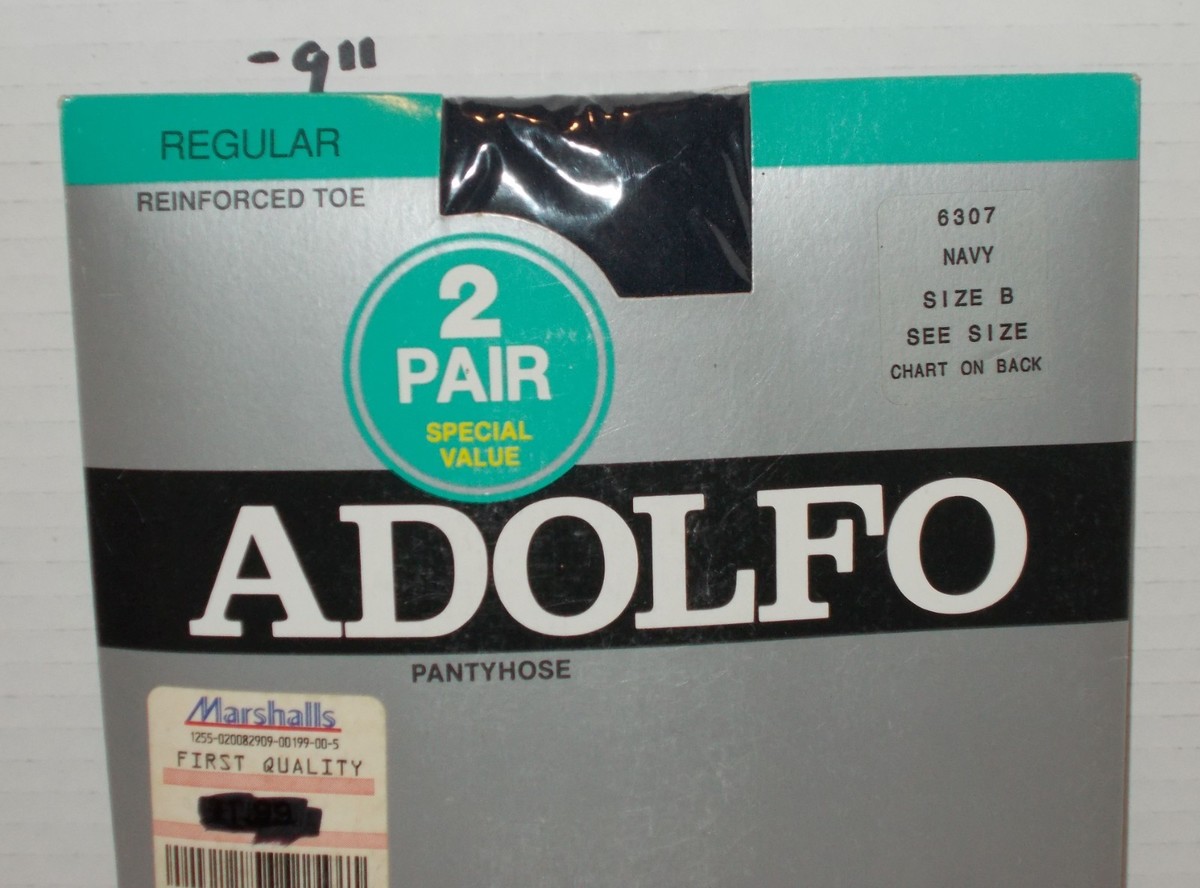 -911
REGULAR
REINFORCED TOE
2
PAIR
SPECIAL
VALUE
6307
NAVY
SIZE B
SEE SIZE
CHART ON BACK
ADOLFO
PANTYHOSE
Marshalls
1255-020082909-00199-00-5
FIRST QUALITY